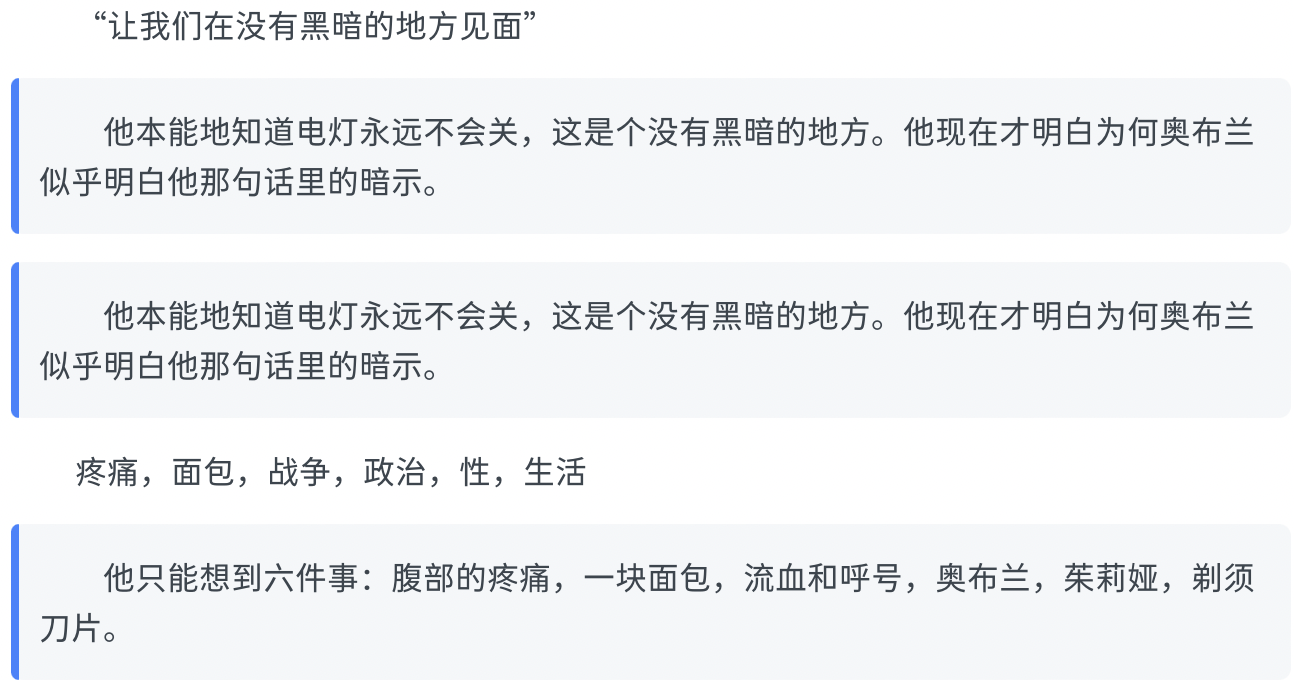 “让我们在没有黑暗的地方见面”
他本能地知道电灯永远不会关，这是个没有黑暗的地方。他现在才明白为何奥布兰
似乎明白他那句话里的暗示。
他本能地知道电灯永远不会关，这是个没有黑暗的地方。他现在才明白为何奥布兰
似乎明白他那句话里的暗示。
疼痛，面包，战争，政治，性，生活
他只能想到六件事：腹部的疼痛，一块面包，流血和呼号，奥布兰，茱莉娅，剃须
刀片。